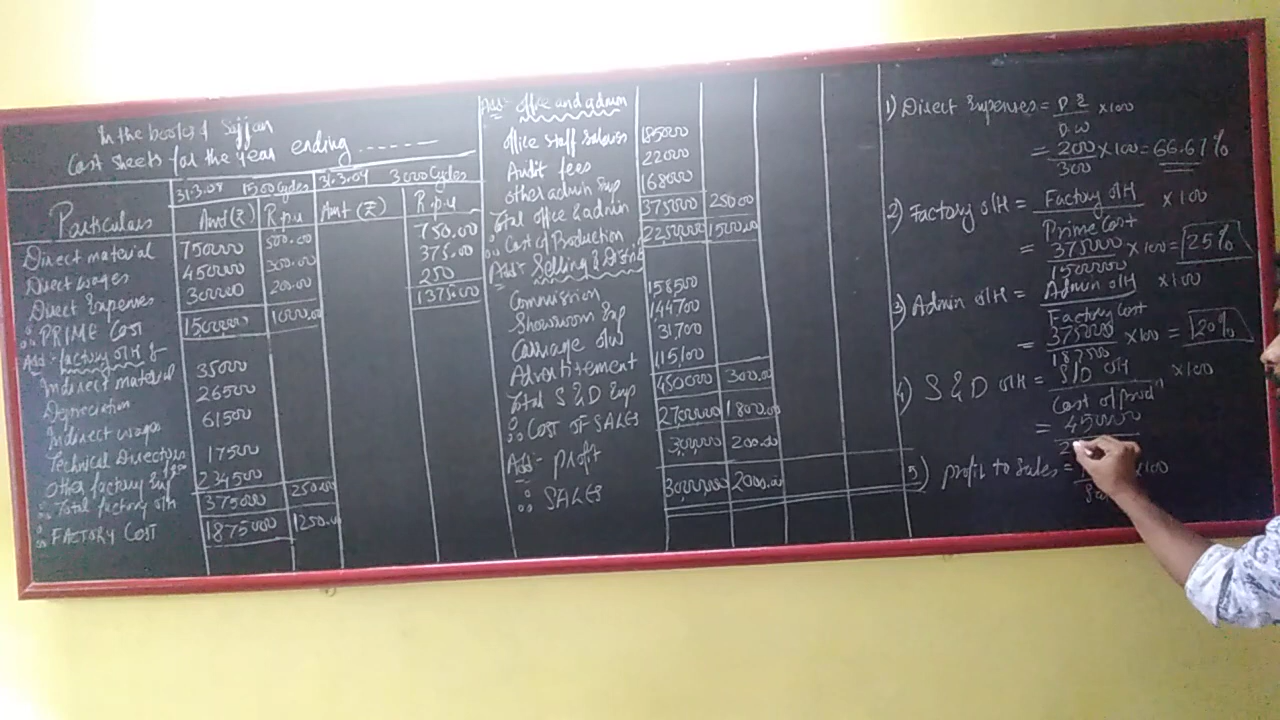 In the books of Sajjan
Cost sheets for the year ending .......
Particulars 31.3.08 1500 Cycles 31.3.09 3000 Cycles
Amt (₹) R.p.u Amt (₹) R.p.u
Direct material 750000 500.00 750.00
Direct wages 450000 300.00 375.00
Direct Expenses 300000 200.00 250
∴ PRIME COST 1500000 1000.00 1375.00
Add:- factory o/H
Indirect material 35000
Depreciation 26500
Indirect wages 61500
Technical Directors 17500
Other factory Exp 234500
∴ Total factory o/H 375000 250.00
∴ FACTORY COST 1875000 1250.00
Add:- office and admin
Office staff salaries 185000
Audit fees 22000
other admin Exp 168000
Total office & admin 375000 250.00
∴ Cost of Production 2250000 1500.00
Add:- Selling & Distri
Commission 158500
Showroom Exp 144700
Carriage o/w 31,700
Advertitement 115100
Total S & D Exp 450000 300.00
∴ COST OF SALES 2700000 1800.00
Add:- Profit 300000 200.00
∴ SALES 3000000 2000.00
1) Direct Expenses = D E / D.W × 100
= 200 / 300 × 100 = 66.67%
2) Factory o/H = Factory o/H / Prime Cost × 100
= 375000 / 1500000 × 100 = 25%
3) Admin o/H = Admin o/H / Factory Cost × 100
= 375000 / 187500 × 100 = 20%
4) S & D o/H = S/D o/H / Cost of Prodⁿ × 100
= 450000 / 2
5) profit to Sales = × 100